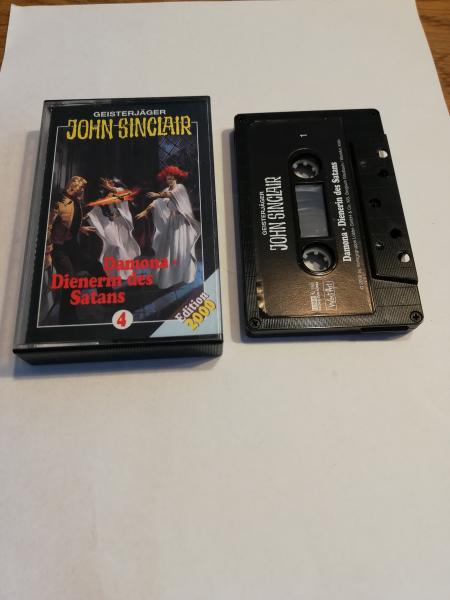 GEISTERJÄGER
JOHN SINCLAIR
Damona -
Dienerin des
Satans
4
Edition
2000
1
GEISTERJÄGER
JOHN SINCLAIR
Damona - Dienerin des Satans